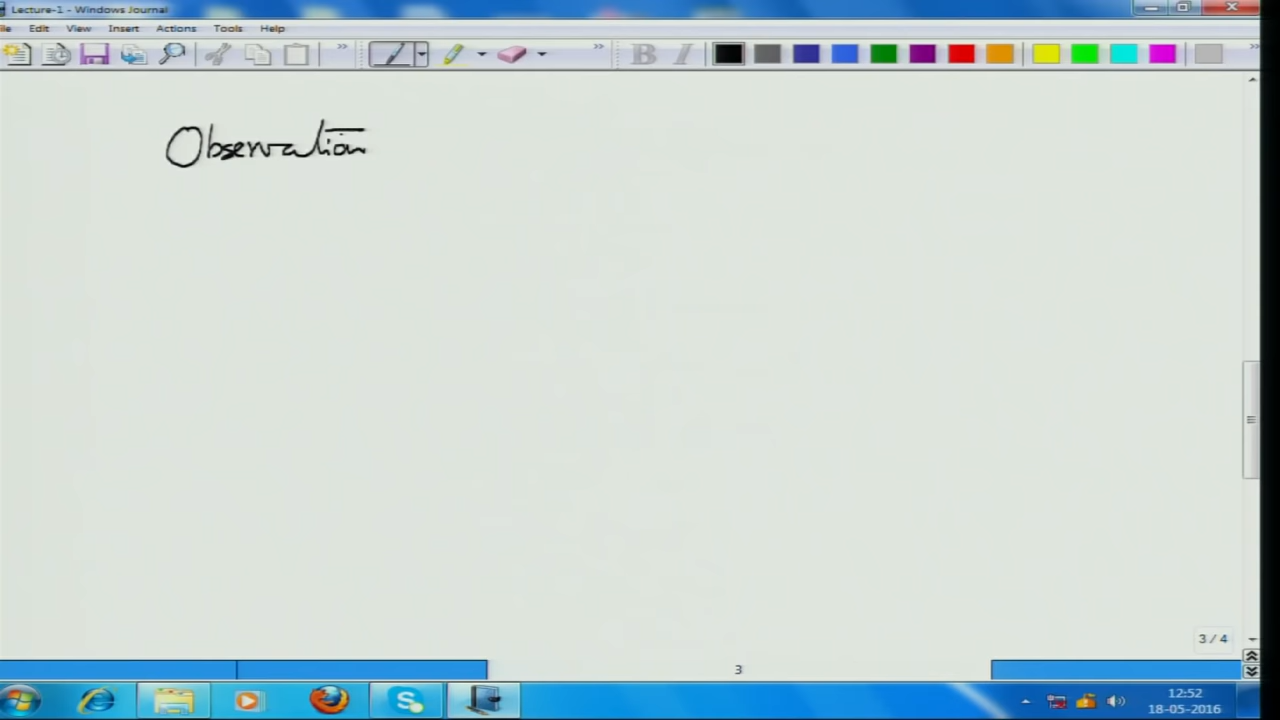 Lecture-1 - Windows Journal
ile Edit View Insert Actions Tools Help
B I
Observation
3 / 4
3
12:52
18-05-2016